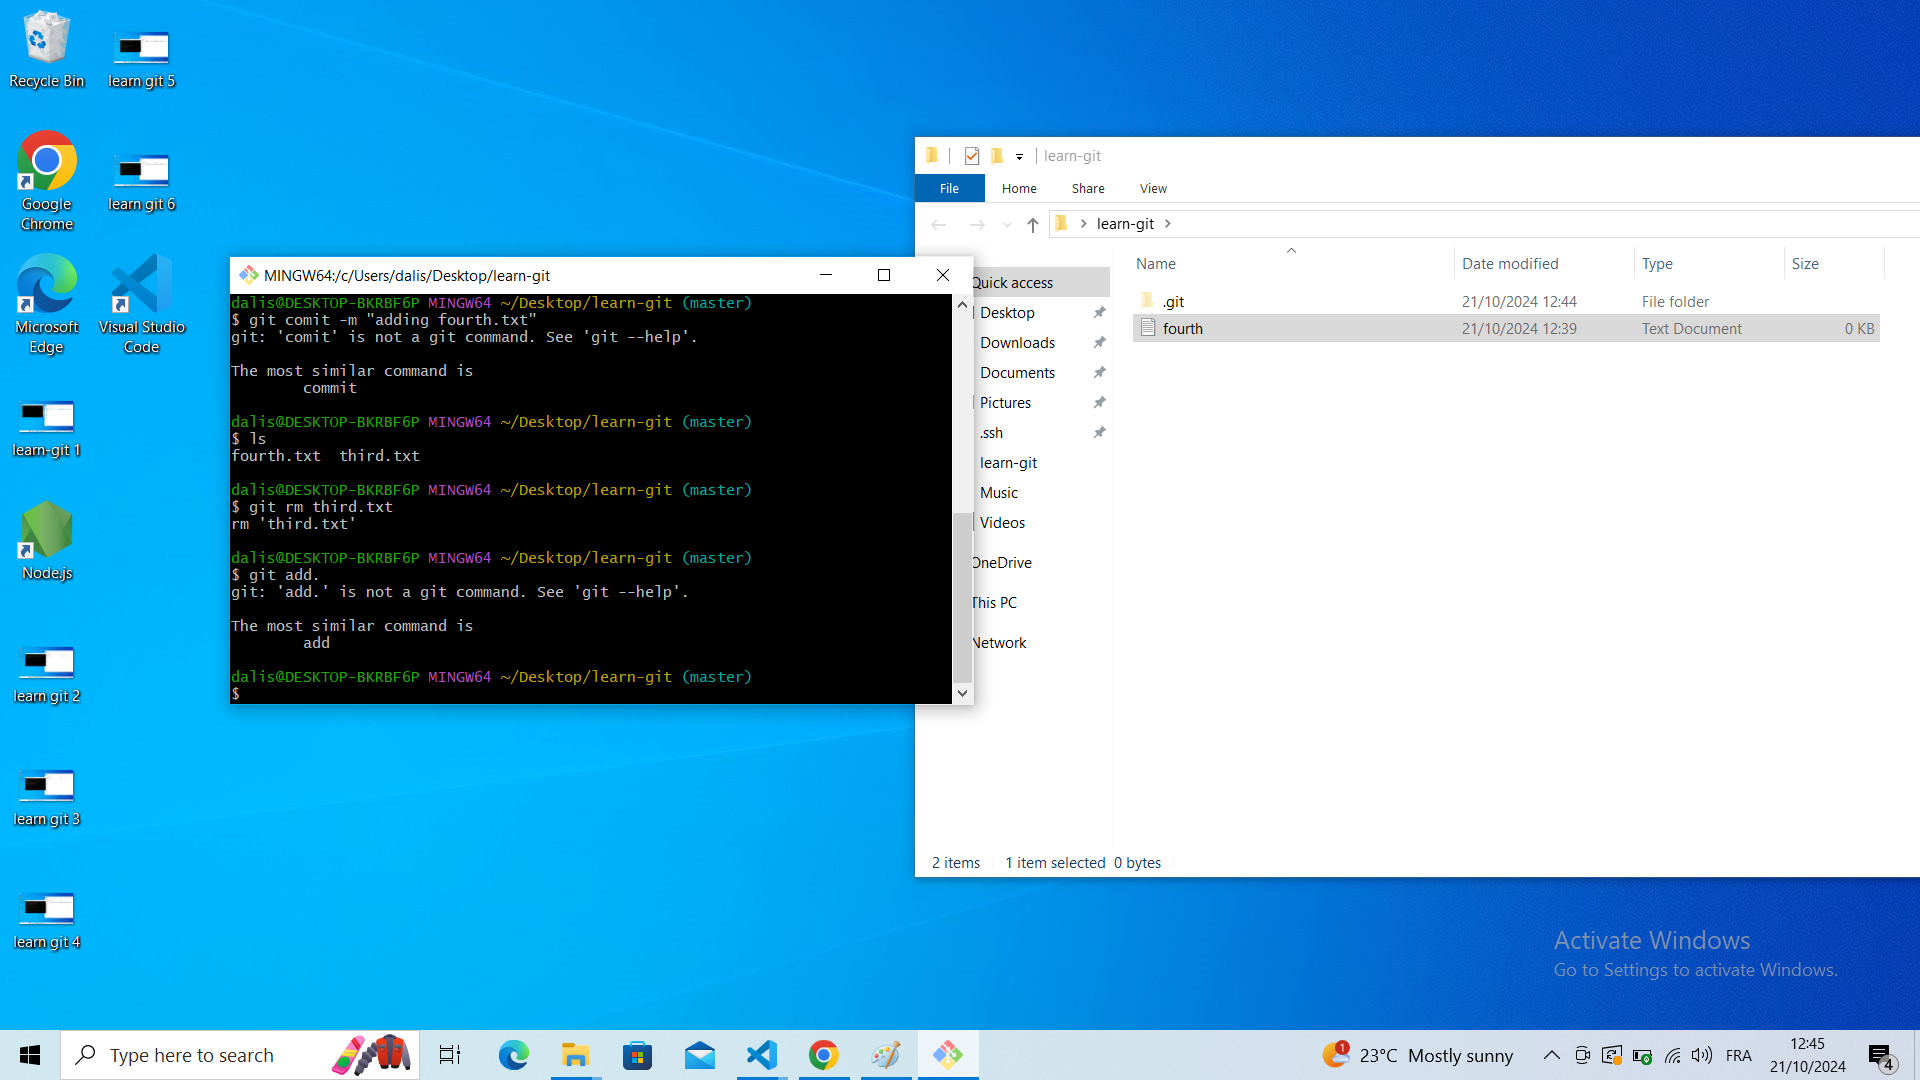 Recycle Bin
learn git 5
Google
Chrome
learn git 6
Microsoft
Edge
Visual Studio
Code
learn-git 1
Node.js
learn git 2
learn git 3
learn git 4
MINGW64:/c/Users/dalis/Desktop/learn-git
dalis@DESKTOP-BKRBF6P MINGW64 ~/Desktop/learn-git (master)
$ git comit -m "adding fourth.txt"
git: 'comit' is not a git command. See 'git --help'.
The most similar command is
commit
dalis@DESKTOP-BKRBF6P MINGW64 ~/Desktop/learn-git (master)
$ ls
fourth.txt  third.txt
dalis@DESKTOP-BKRBF6P MINGW64 ~/Desktop/learn-git (master)
$ git rm third.txt
rm 'third.txt'
dalis@DESKTOP-BKRBF6P MINGW64 ~/Desktop/learn-git (master)
$ git add.
git: 'add.' is not a git command. See 'git --help'.
The most similar command is
add
dalis@DESKTOP-BKRBF6P MINGW64 ~/Desktop/learn-git (master)
$
learn-git
File Home Share View
learn-git
Quick access
Desktop
Downloads
Documents
Pictures
.ssh
learn-git
Music
Videos
OneDrive
This PC
Network
Name Date modified Type Size
.git 21/10/2024 12:44 File folder
fourth 21/10/2024 12:39 Text Document 0 KB
2 items 1 item selected 0 bytes
Activate Windows
Go to Settings to activate Windows.
Type here to search
1
23°C Mostly sunny
FRA
12:45
21/10/2024
4